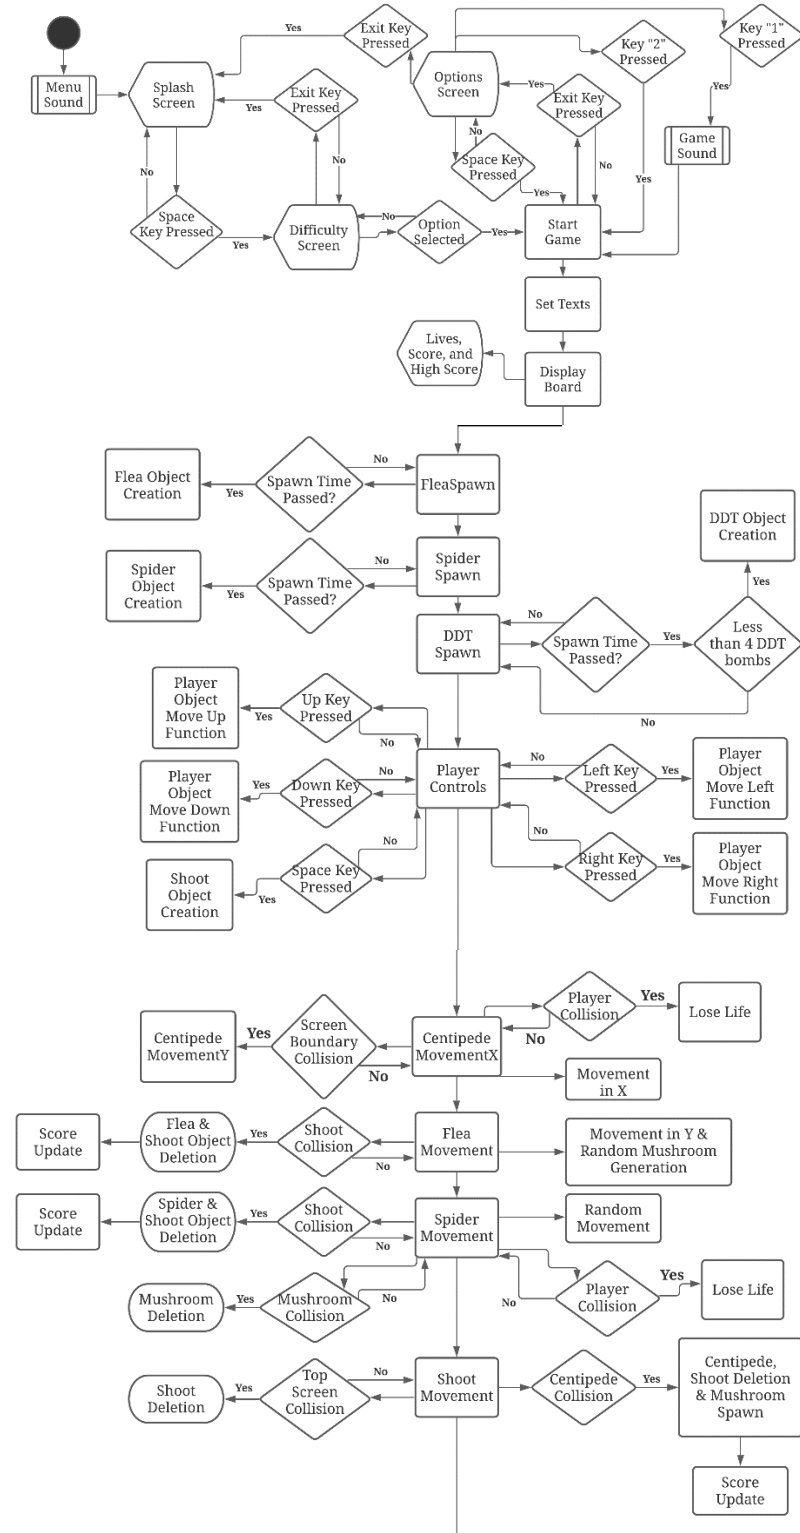 Yes
Exit Key
Pressed
Key "2"
Pressed
Key "1"
Pressed
Menu
Sound
Splash
Screen
Yes
Exit Key
Pressed
Options
Screen
Yes
Exit Key
Pressed
Yes
Game
Sound
No
No
No
Space Key
Pressed
No
Yes
Yes
Space
Key Pressed
Yes
Difficulty
Screen
No
Option
Selected
Yes
Start
Game
Set Texts
Lives,
Score, and
High Score
Display
Board
Flea Object
Creation
Yes
Spawn Time
Passed?
No
FleaSpawn
DDT Object
Creation
Spider
Object
Creation
Yes
Spawn Time
Passed?
No
Spider
Spawn
Yes
DDT
Spawn
No
Spawn Time
Passed?
Yes
Less
than 4 DDT
bombs
No
Player
Object
Move Up
Function
Yes
Up Key
Pressed
No
Player
Object
Move Down
Function
Yes
Down Key
Pressed
No
Player
Controls
No
Left Key
Pressed
Yes
Player
Object
Move Left
Function
Shoot
Object
Creation
Yes
Space Key
Pressed
No
No
Right Key
Pressed
Yes
Player
Object
Move Right
Function
Centipede
MovementY
Yes
Screen
Boundary
Collision
No
Centipede
MovementX
No
Player
Collision
Yes
Lose Life
Movement
in X
Score
Update
Flea &
Shoot Object
Deletion
Yes
Shoot
Collision
No
Flea
Movement
Movement in Y &
Random Mushroom
Generation
Score
Update
Spider &
Shoot Object
Deletion
Yes
Shoot
Collision
No
Spider
Movement
Random
Movement
Mushroom
Deletion
Yes
Mushroom
Collision
No
No
Player
Collision
Yes
Lose Life
Shoot
Deletion
Yes
Top
Screen
Collision
No
Shoot
Movement
Centipede
Collision
Yes
Centipede,
Shoot Deletion
& Mushroom
Spawn
Score
Update